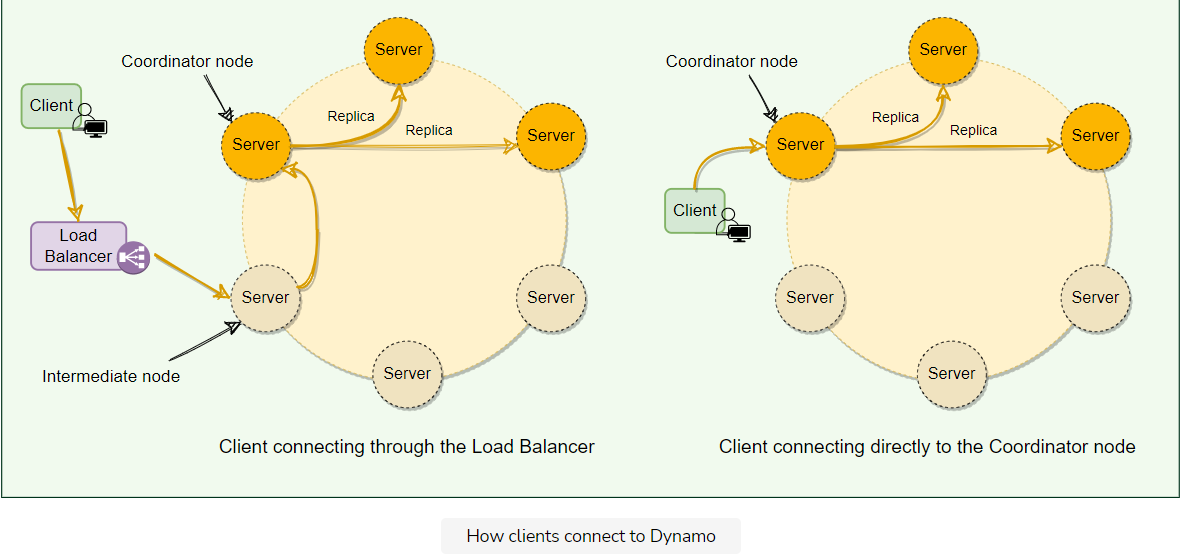 Coordinator node
Server
Client
Replica
Replica
Server
Server
Load
Balancer
Server
Server
Intermediate node
Server
Client connecting through the Load Balancer
Coordinator node
Server
Replica
Replica
Server
Server
Client
Server
Server
Server
Client connecting directly to the Coordinator node
How clients connect to Dynamo